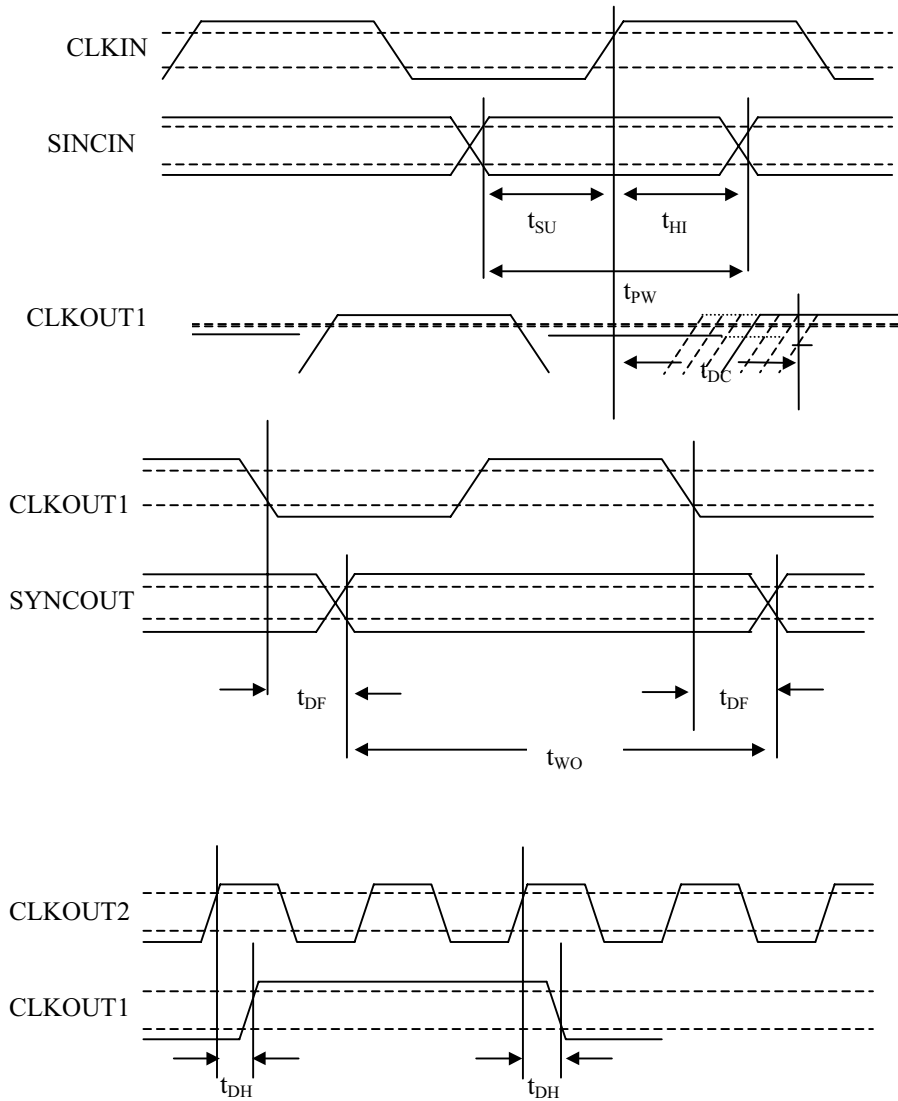 CLKIN
SINCIN
tSU tHI
tPW
CLKOUT1
tDC
CLKOUT1
SYNCOUT
tDF tDF
tWO
CLKOUT2
CLKOUT1
tDH tDH